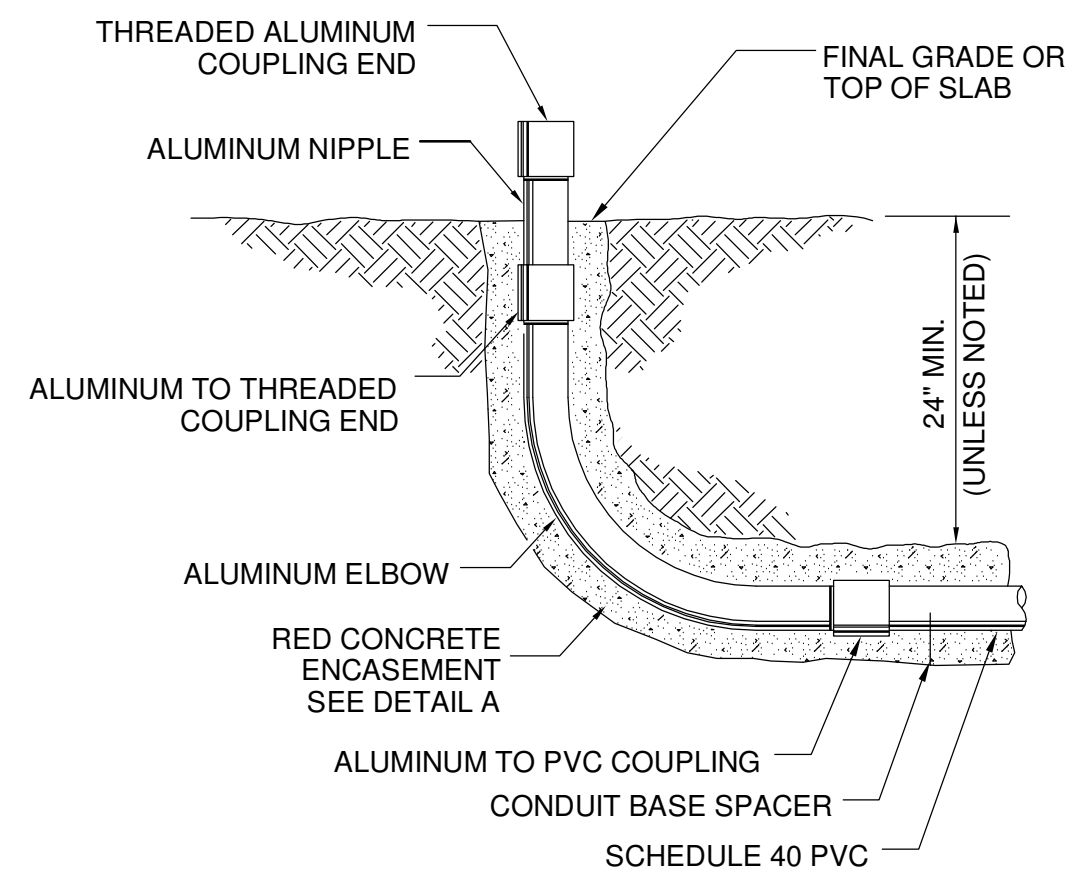 THREADED ALUMINUM
COUPLING END
FINAL GRADE OR
TOP OF SLAB
ALUMINUM NIPPLE
24" MIN.
(UNLESS NOTED)
ALUMINUM TO THREADED
COUPLING END
ALUMINUM ELBOW
RED CONCRETE
ENCASEMENT
SEE DETAIL A
ALUMINUM TO PVC COUPLING
CONDUIT BASE SPACER
SCHEDULE 40 PVC